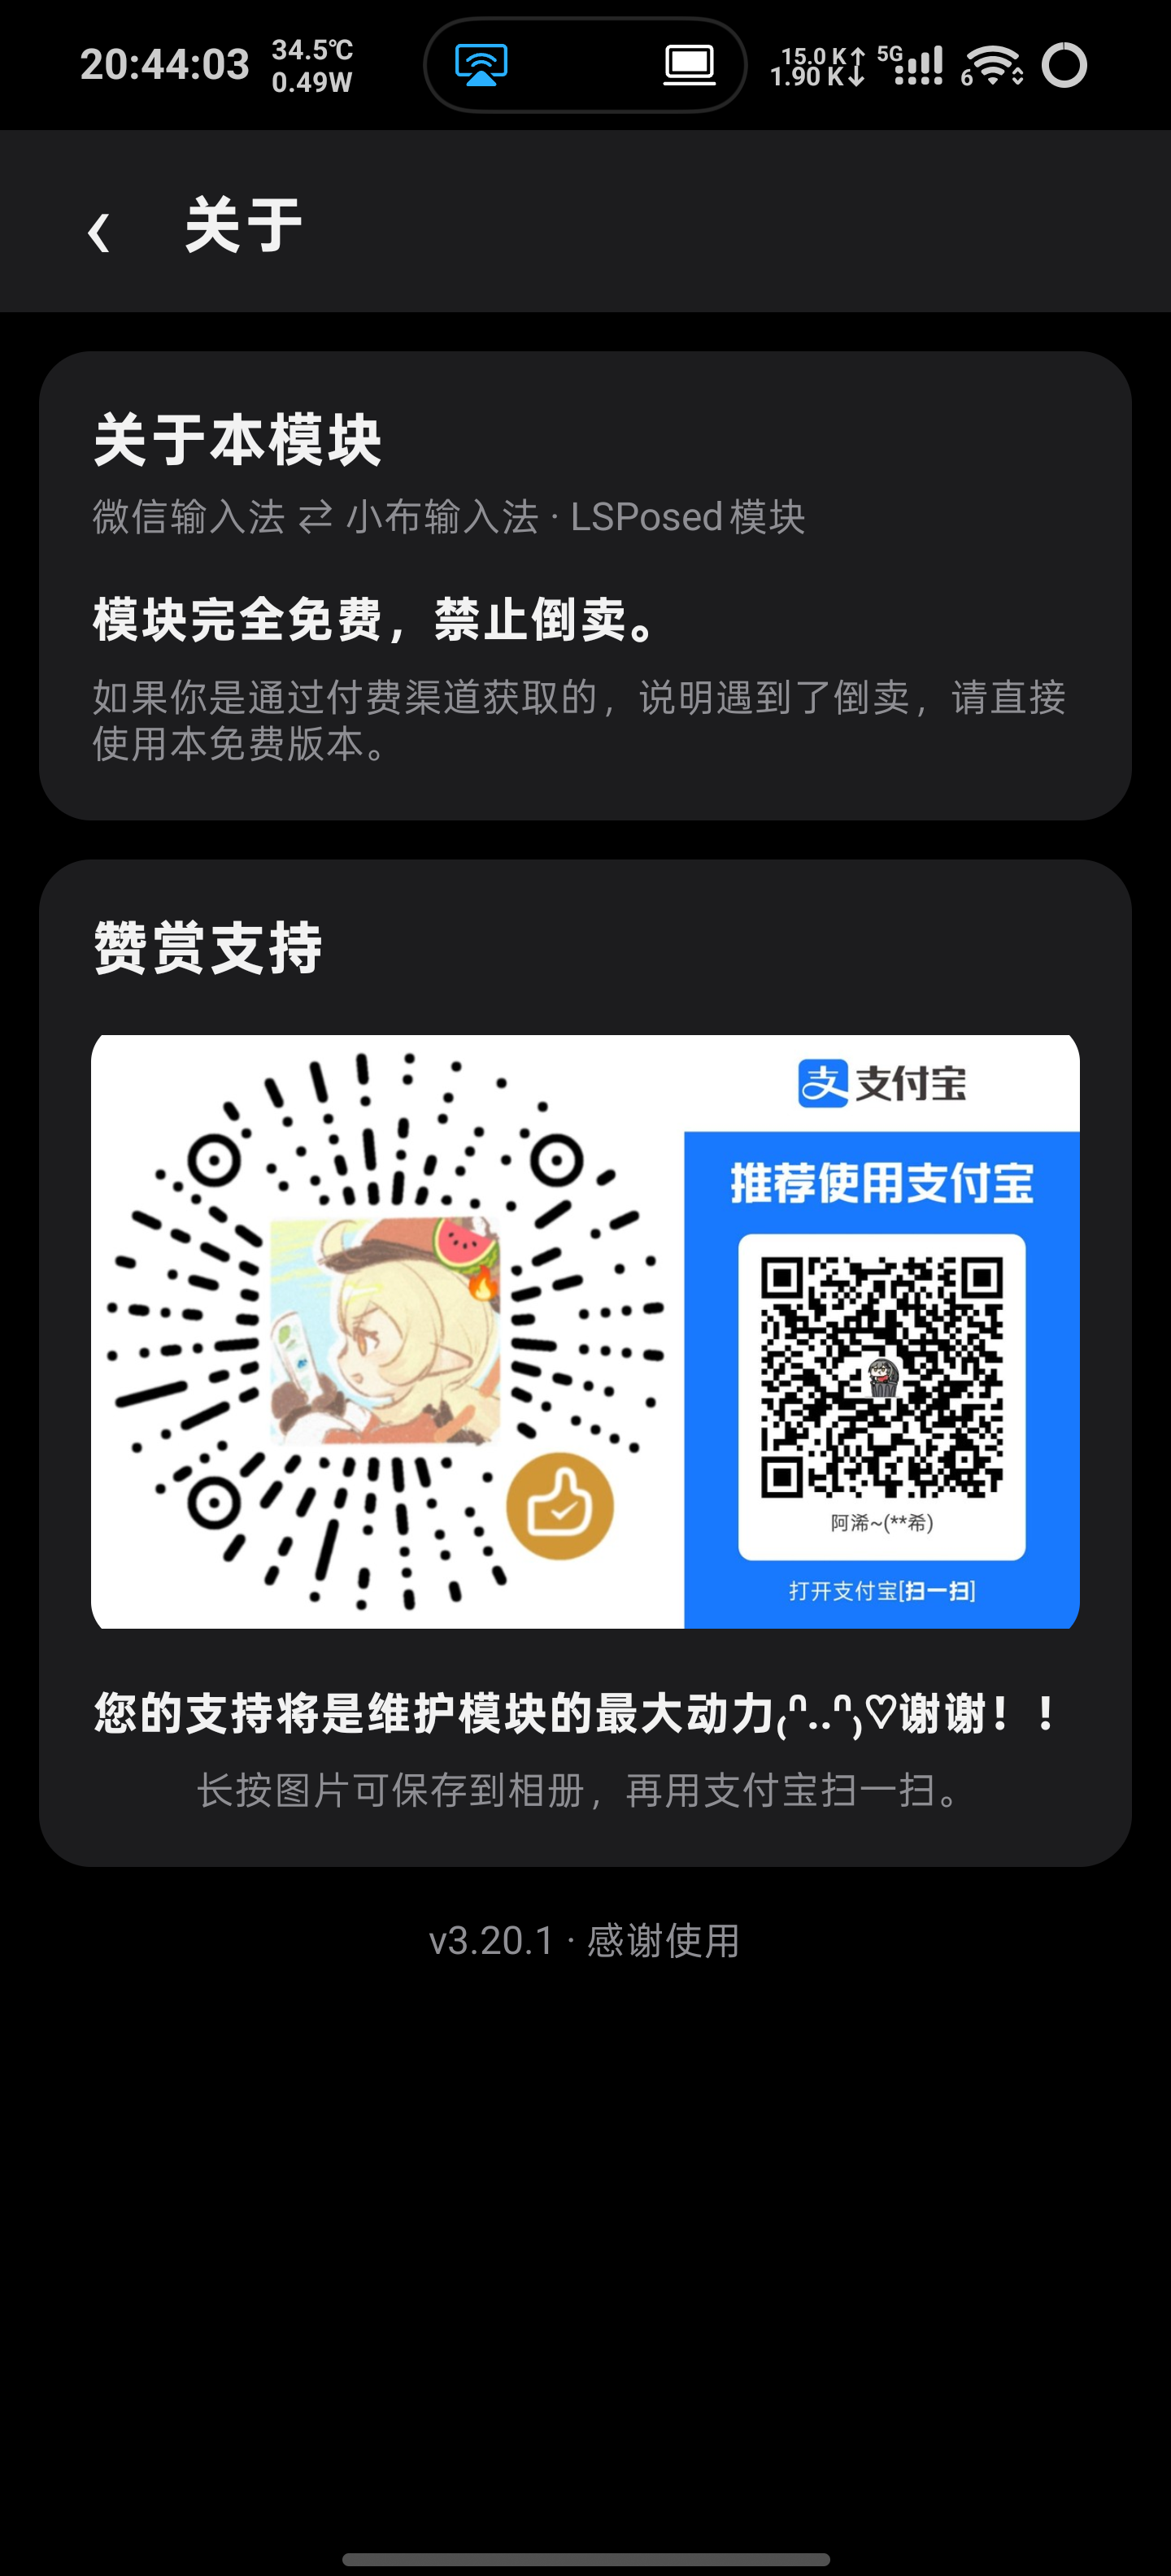 20:44:03
34.5℃
0.49W
15.0 K↑
1.90 K↓
5G
6
关于
关于本模块
微信输入法 ⇄ 小布输入法 · LSPosed 模块
模块完全免费，禁止倒卖。
如果你是通过付费渠道获取的，说明遇到了倒卖，请直接
使用本免费版本。
赞赏支持
支 支付宝
推荐使用支付宝
阿浠~(**希)
打开支付宝[扫一扫]
您的支持将是维护模块的最大动力₍ᐢ..ᐢ₎♡谢谢！！
长按图片可保存到相册，再用支付宝扫一扫。
v3.20.1 · 感谢使用